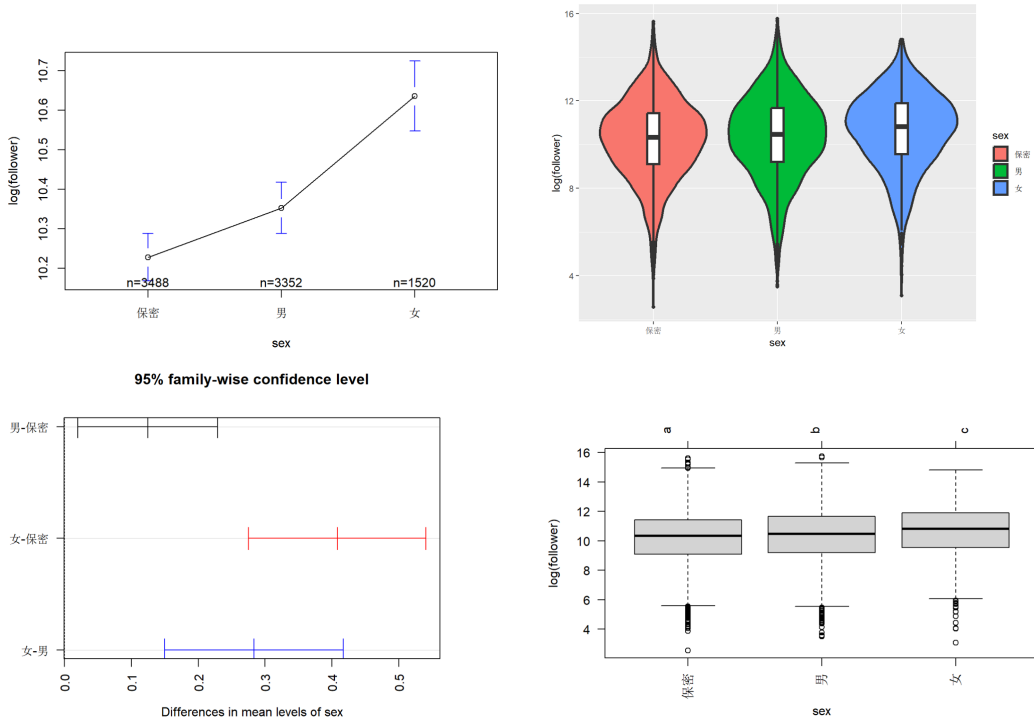 log(follower)
10.7
10.6
10.5
10.4
10.3
10.2
n=3488
n=3352
n=1520
保密
男
女
sex
log(follower)
16
12
8
4
保密
男
女
sex
sex
保密
男
女
95% family-wise confidence level
男-保密
女-保密
女-男
0.0
0.1
0.2
0.3
0.4
0.5
Differences in mean levels of sex
a
b
c
log(follower)
16
14
12
10
8
6
4
保密
男
女
sex